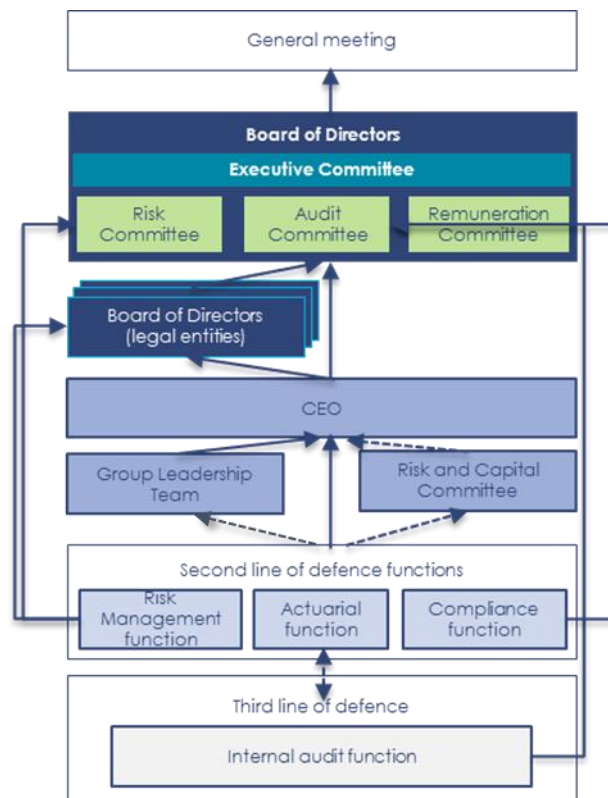 General meeting
Board of Directors
Executive Committee
Risk
Committee
Audit
Committee
Remuneration
Committee
Board of Directors
(legal entities)
CEO
Group Leadership
Team
Risk and Capital
Committee
Second line of defence functions
Risk
Management
function
Actuarial
function
Compliance
function
Third line of defence
Internal audit function